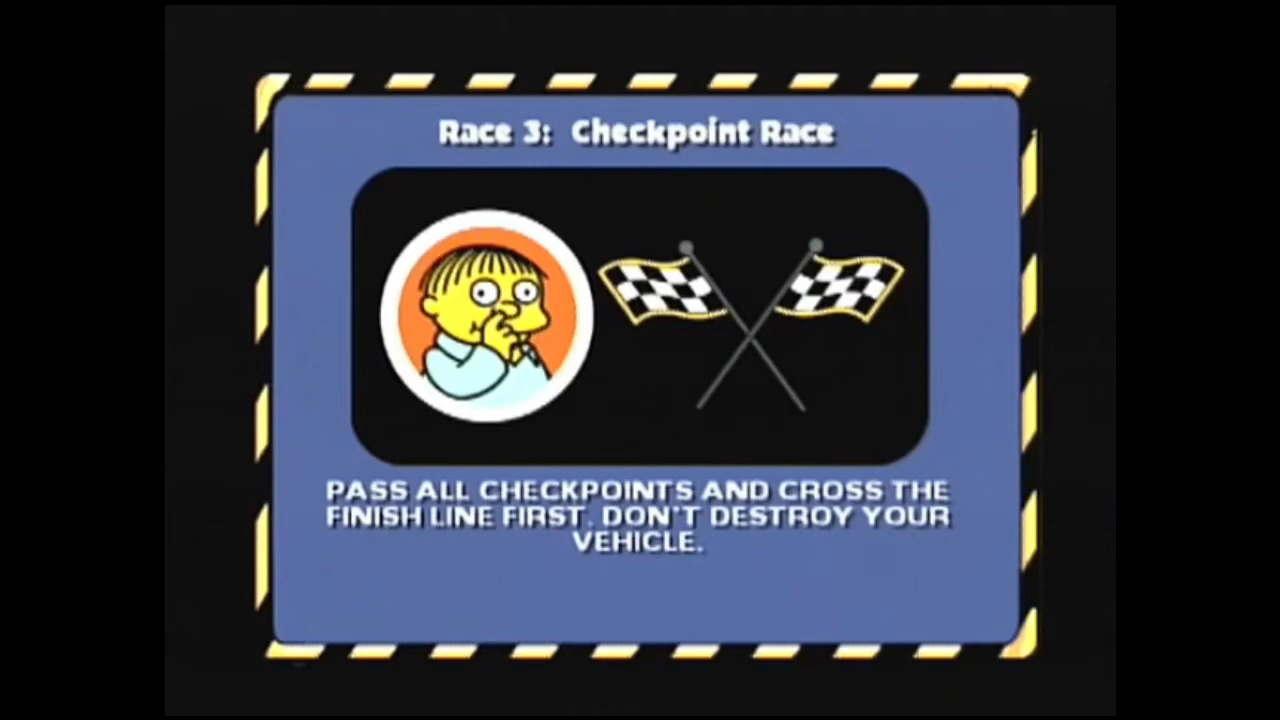 Race 3: Checkpoint Race
PASS ALL CHECKPOINTS AND CROSS THE
FINISH LINE FIRST. DON'T DESTROY YOUR
VEHICLE.